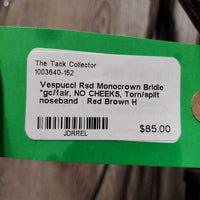 The Tack Collector
1003640-152
Vespucci Rsd Monocrown Bridle
*gc/fair, NO CHEEKS, Torn/split
noseband Red Brown H
JDRREL
$85.00